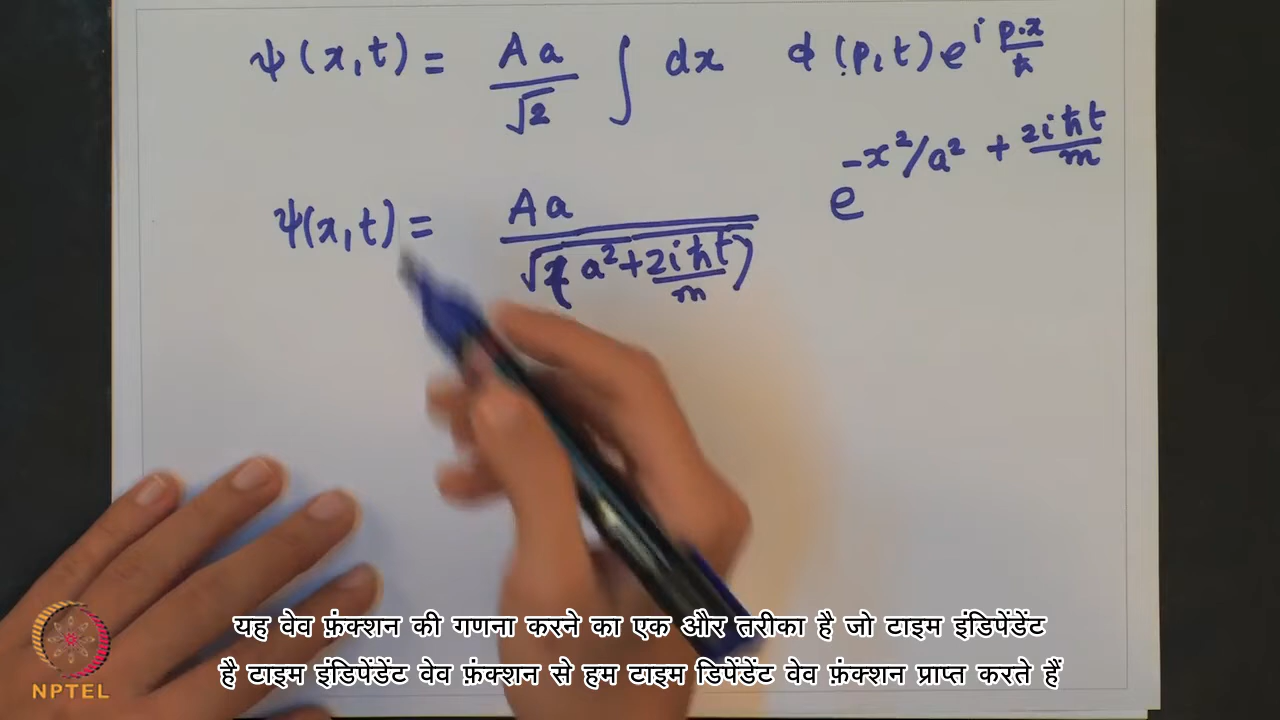 ψ(x,t) = Aa/√2 ∫ dx ϕ(p,t) e^{i p.x/ħ}
ψ(x,t) = Aa/√(a²+2iħt/m) e^{-x²/a² + 2iħt/m}
यह वेव फ़ंक्शन की गणना करने का एक और तरीका है जो टाइम इंडिपेंडेंट
है टाइम इंडिपेंडेंट वेव फ़ंक्शन से हम टाइम डिपेंडेंट वेव फ़ंक्शन प्राप्त करते हैं
NPTEL